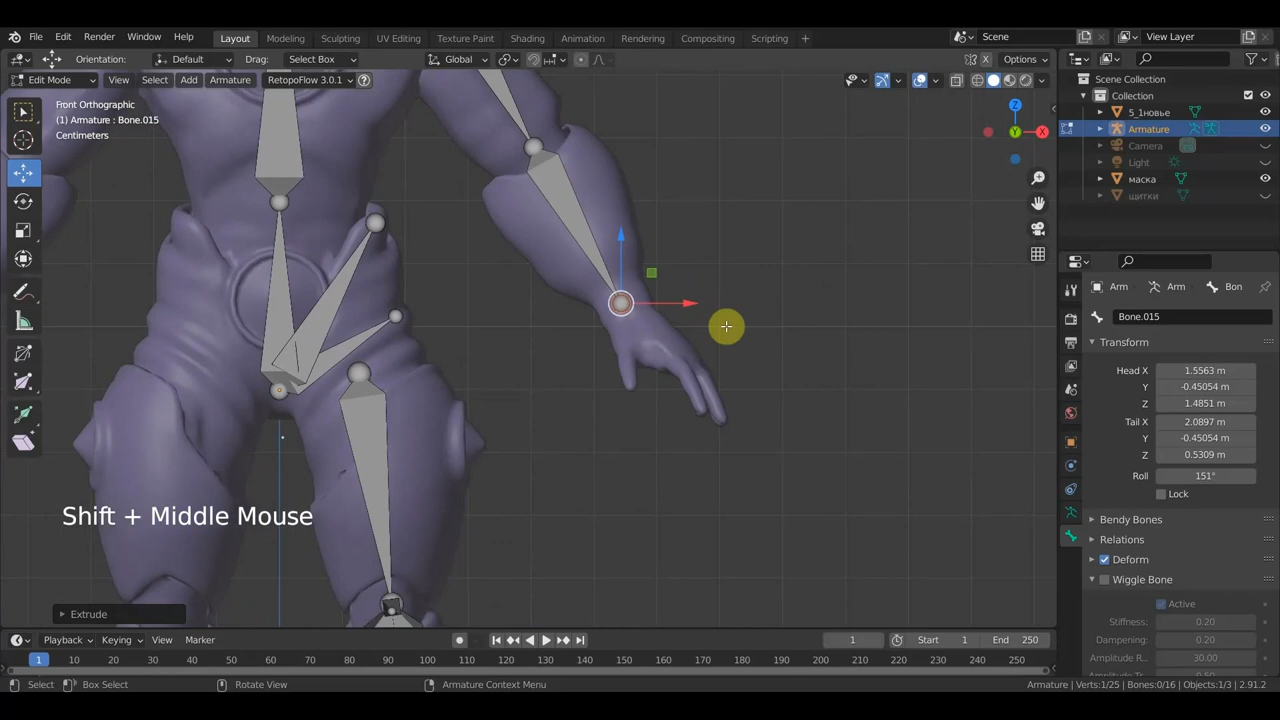 File Edit Render Window Help Layout Modeling Sculpting UV Editing Texture Paint Shading Animation Rendering Compositing Scripting + Scene View Layer
Orientation: Default Drag: Select Box Global X Options
Edit Mode View Select Add Armature RetopoFlow 3.0.1
Front Orthographic
(1) Armature : Bone.015
Centimeters
Z
X
Y
Shift + Middle Mouse
Extrude
Scene Collection
Collection
5_1новье
Armature
Camera
Light
маска
щитки
Arm Arm Bon
Bone.015
Transform
Head X 1.5563 m
Y -0.45054 m
Z 1.4851 m
Tail X 2.0897 m
Y -0.45054 m
Z 0.5309 m
Roll 151°
Lock
Bendy Bones
Relations
Deform
Wiggle Bone
Active
Stiffness: 0.20
Dampening: 0.20
Amplitude R... 30.00
Playback Keying View Marker 1 Start 1 End 250
1 10 20 30 40 50 60 70 80 90 100 110 120 130 140 150 160 170 180 190 200 210 220 230 240 250
Select Box Select Rotate View Armature Context Menu Armature | Verts:1/25 | Bones:0/16 | Objects:1/3 | 2.91.2